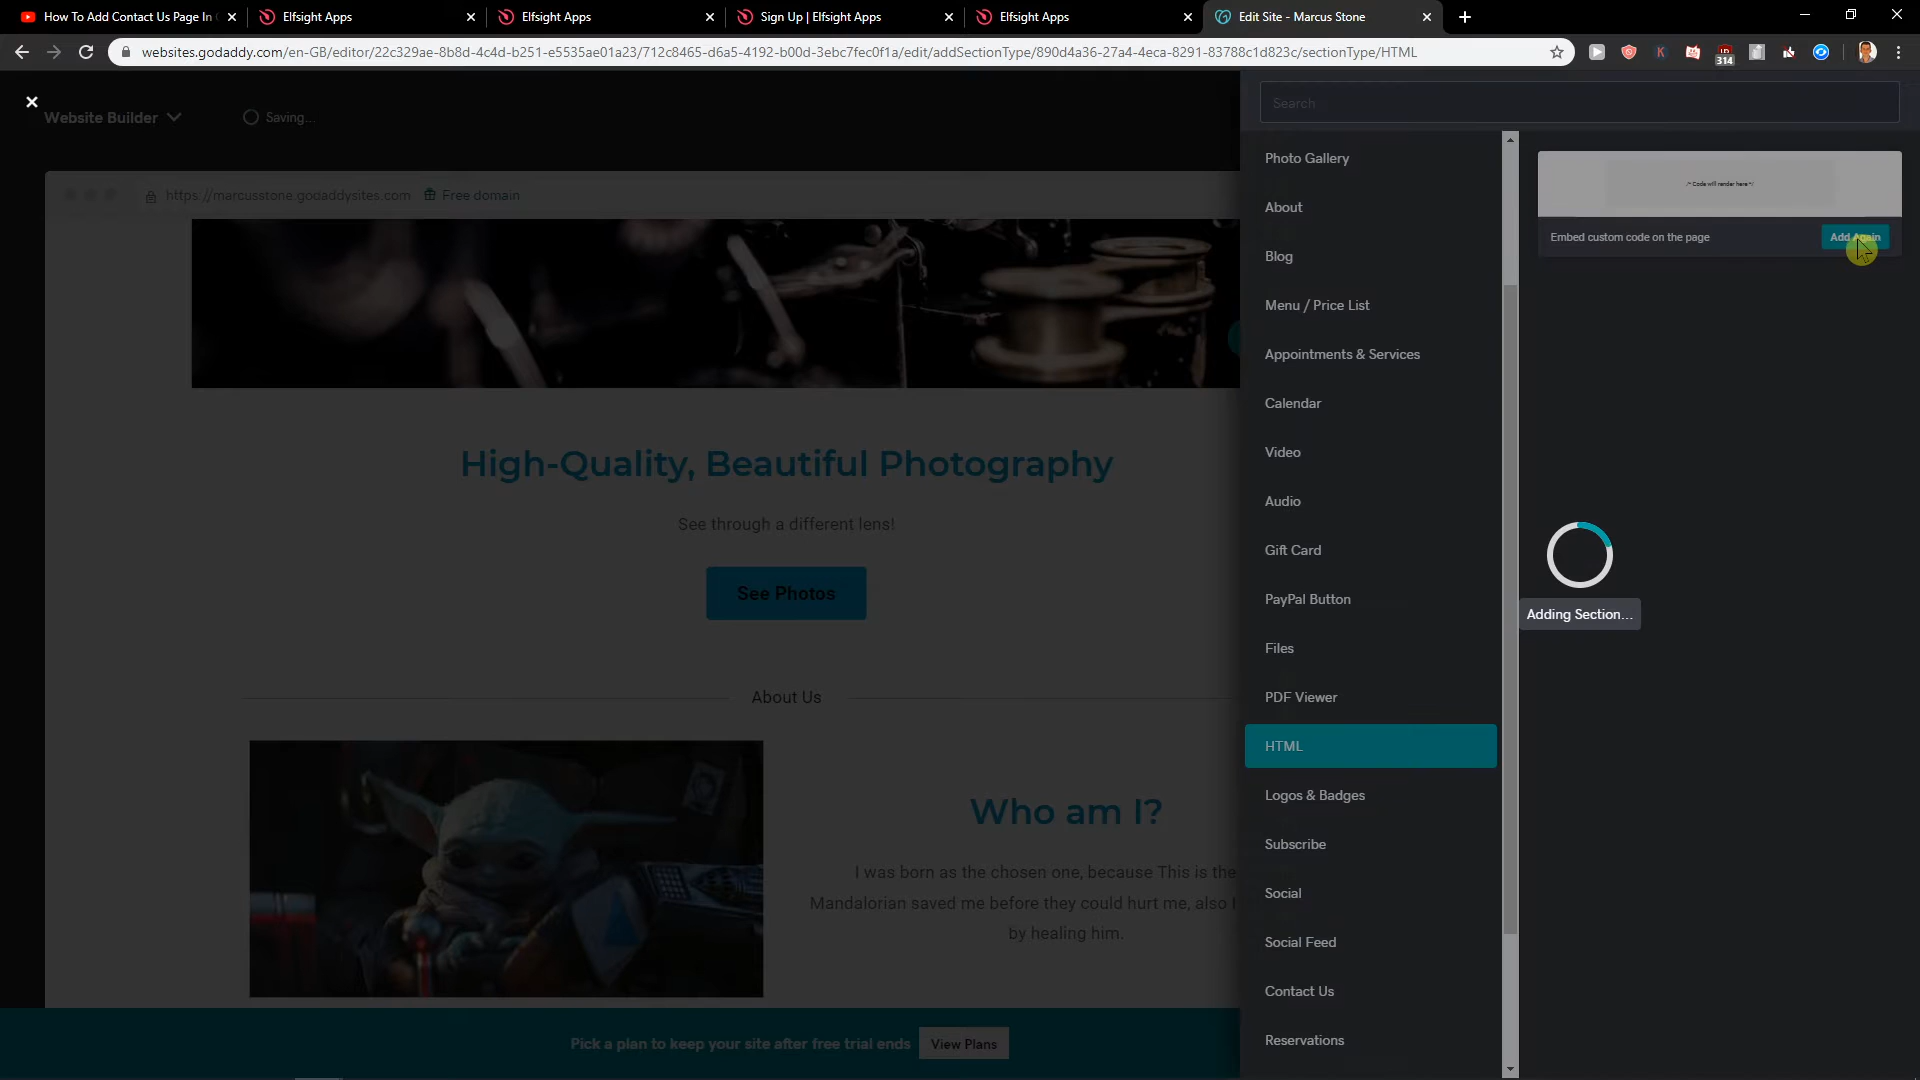 How To Add Contact Us Page In
Elfsight Apps
Elfsight Apps
Sign Up | Elfsight Apps
Elfsight Apps
Edit Site - Marcus Stone
websites.godaddy.com/en-GB/editor/22c329ae-8b8d-4c4d-b251-e5535ae01a23/712c8465-d6a5-4192-b00d-3ebc7fec0f1a/edit/addSectionType/890d4a36-27a4-4eca-8291-83788c1d823c/sectionType/HTML
314
Website Builder
Saving...
Search
https://marcusstone.godaddysites.com
Free domain
High-Quality, Beautiful Photography
See through a different lens!
See Photos
About Us
Who am I?
I was born as the chosen one, because This is the
Mandalorian saved me before they could hurt me, also I
by healing him.
Pick a plan to keep your site after free trial ends
View Plans
Photo Gallery
About
Blog
Menu / Price List
Appointments & Services
Calendar
Video
Audio
Gift Card
PayPal Button
Files
PDF Viewer
HTML
Logos & Badges
Subscribe
Social
Social Feed
Contact Us
Reservations
/* Code will render here */
Embed custom code on the page
Add Again
Adding Section...